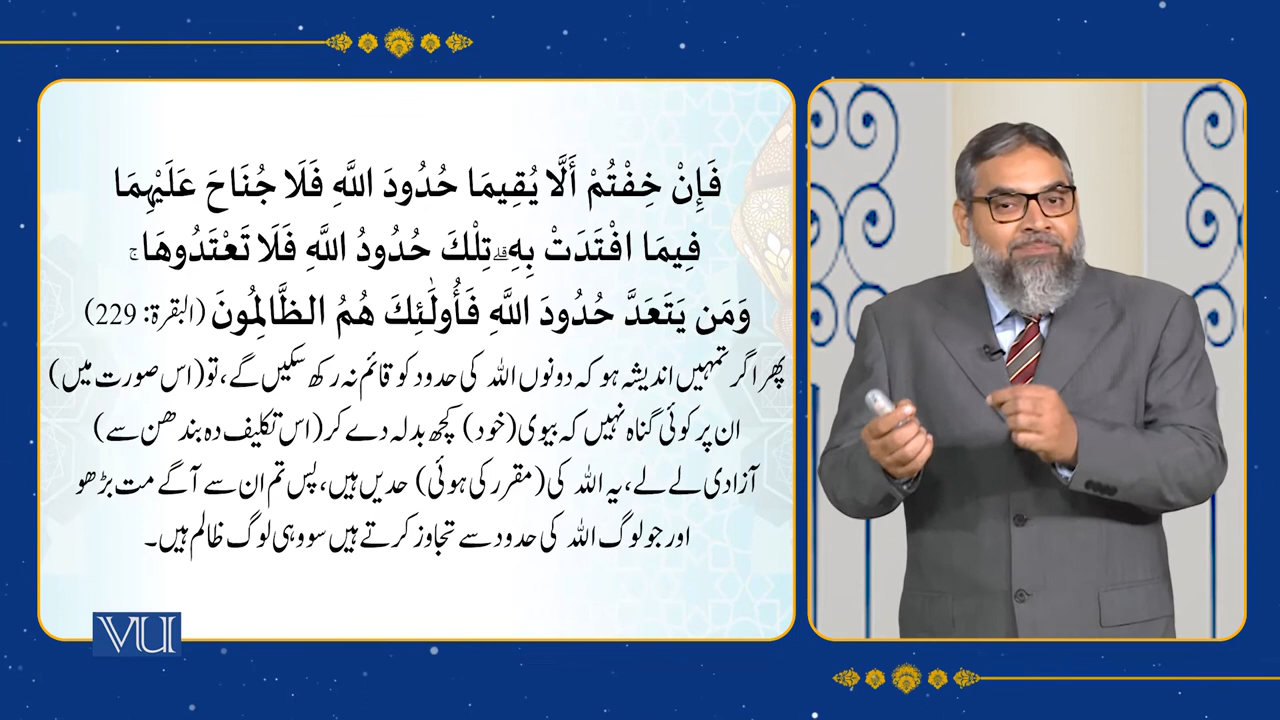 فَإِنْ خِفْتُمْ أَلَّا يُقِيمَا حُدُودَ اللَّهِ فَلَا جُنَاحَ عَلَيْهِمَا
فِيمَا افْتَدَتْ بِهِ ۗ تِلْكَ حُدُودُ اللَّهِ فَلَا تَعْتَدُوهَا ۚ
وَمَن يَتَعَدَّ حُدُودَ اللَّهِ فَأُولَٰئِكَ هُمُ الظَّالِمُونَ (البقرة: 229)
پھر اگر تمہیں اندیشہ ہو کہ دونوں اللہ کی حدود کو قائم نہ رکھ سکیں گے، تو (اس صورت میں)
ان پر کوئی گناہ نہیں کہ بیوی (خود) کچھ بدلہ دے کر (اس تکلیف دہ بندھن سے)
آزادی لے لے، یہ اللہ کی (مقرر کی ہوئی) حدیں ہیں، پس تم ان سے آگے مت بڑھو
اور جو لوگ اللہ کی حدود سے تجاوز کرتے ہیں سو وہی لوگ ظالم ہیں۔
VU